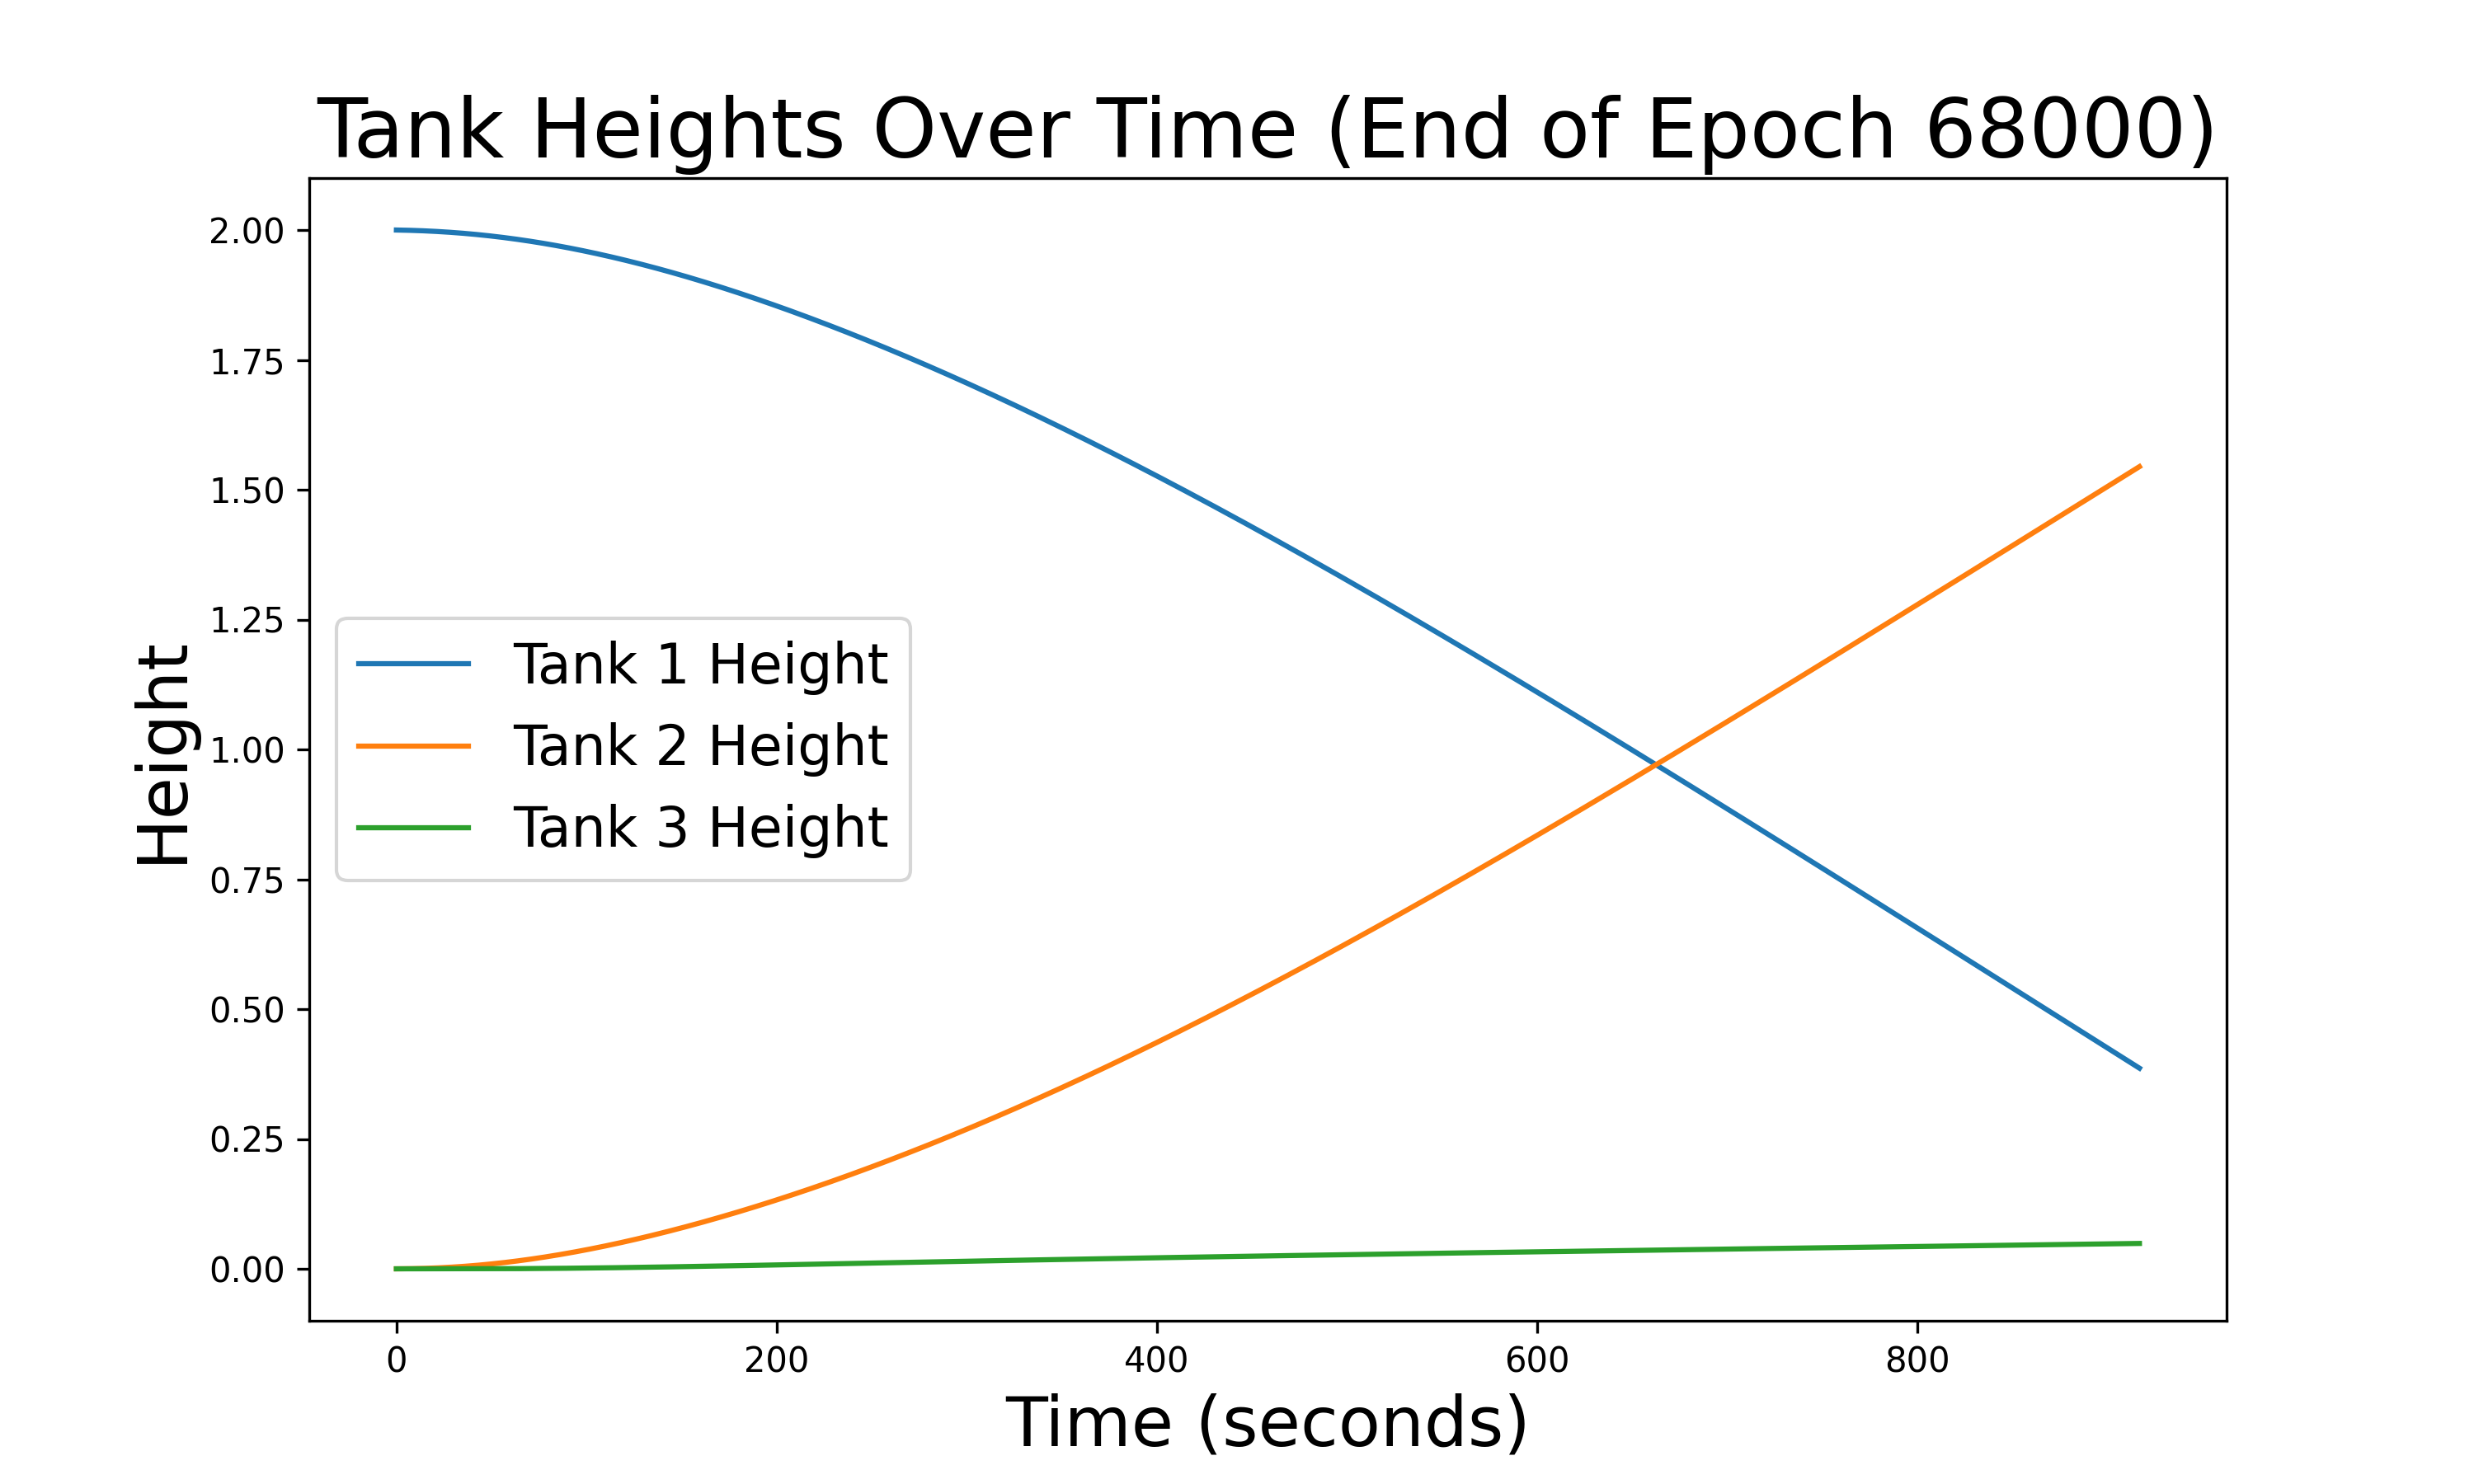 Tank Heights Over Time (End of Epoch 68000)
Height
2.00
1.75
1.50
1.25
1.00
0.75
0.50
0.25
0.00
Tank 1 Height
Tank 2 Height
Tank 3 Height
0 200 400 600 800
Time (seconds)